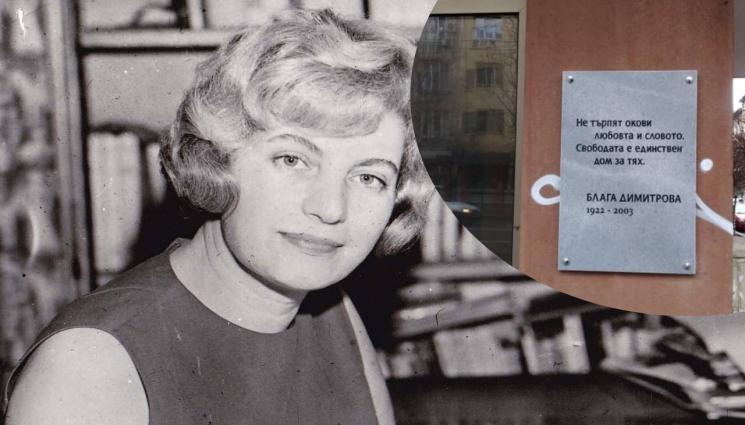 Не търпят окови
любовта и словото.
Свободата е единствен
дом за тях.
БЛАГА ДИМИТРОВА
1922 - 2003